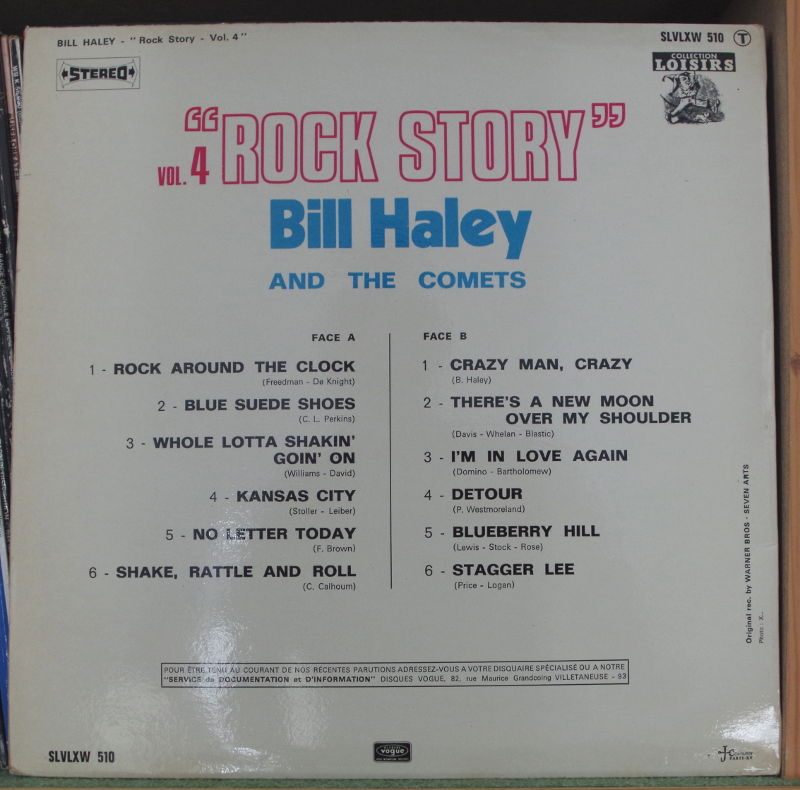 BILL HALEY - "Rock Story - Vol. 4"
SLVLXW 510 T
STEREO
COLLECTION
LOISIRS
"ROCK STORY"
VOL. 4
Bill Haley
AND THE COMETS
FACE A
1 - ROCK AROUND THE CLOCK
(Freedman - De Knight)
2 - BLUE SUEDE SHOES
(C. L. Perkins)
3 - WHOLE LOTTA SHAKIN'
GOIN' ON
(Williams - David)
4 - KANSAS CITY
(Stoller - Leiber)
5 - NO LETTER TODAY
(F. Brown)
6 - SHAKE, RATTLE AND ROLL
(C. Calhoum)
FACE B
1 - CRAZY MAN, CRAZY
(B. Haley)
2 - THERE'S A NEW MOON
OVER MY SHOULDER
(Davis - Whelan - Blastic)
3 - I'M IN LOVE AGAIN
(Domino - Bartholomew)
4 - DETOUR
(P. Westmoreland)
5 - BLUEBERRY HILL
(Lewis - Stock - Rose)
6 - STAGGER LEE
(Price - Logan)
Original rec. by WARNER BROS - SEVEN ARTS
Photo : X...
POUR ÊTRE TENU AU COURANT DE NOS RÉCENTES PARUTIONS ADRESSEZ-VOUS A VOTRE DISQUAIRE SPÉCIALISÉ OU A NOTRE
"SERVICE de DOCUMENTATION et D'INFORMATION" DISQUES VOGUE, 82, rue Maurice Grandcoing VILLETANEUSE - 93
SLVLXW 510
vogue
PARIS-XV